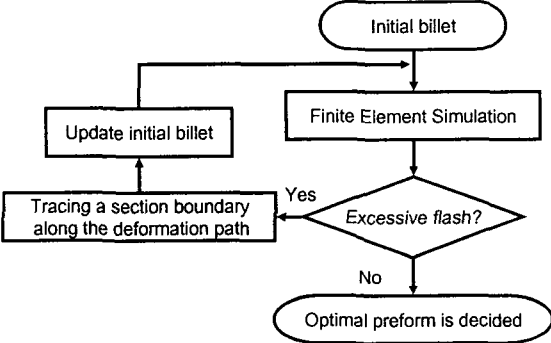 Initial billet
Finite Element Simulation
Update initial billet
Excessive flash?
Yes
Tracing a section boundary
along the deformation path
No
Optimal preform is decided